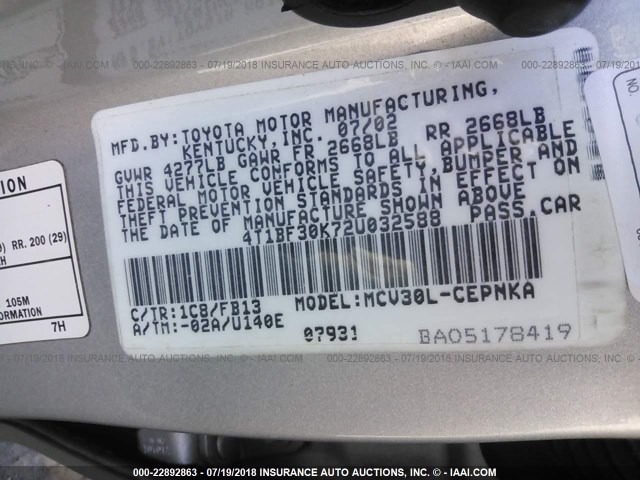 000-22892863 - 07/19/2018 INSURANCE AUTO AUCTIONS, INC. © - IAAI.COM
MFD.BY:TOYOTA MOTOR MANUFACTURING,
KENTUCKY,INC. 07/02
GVWR 4277LB GAWR FR 2668LB RR 2668LB
THIS VEHICLE CONFORMS TO ALL APPLICABLE
FEDERAL MOTOR VEHICLE SAFETY,BUMPER,AND
THEFT PREVENTION STANDARDS IN EFFECT ON
THE DATE OF MANUFACTURE SHOWN ABOVE
4T1BF30K72U032588 PASS.CAR
C/TR:1C8/FB13 MODEL:MCV30L-CEPNKA
A/TM:-02A/U140E 07931 BA05178419
RR. 200 (29)
105M
FORMATION
7H
NO
000-22892863 - 07/19/2018 INSURANCE AUTO AUCTIONS, INC. © - IAAI.COM